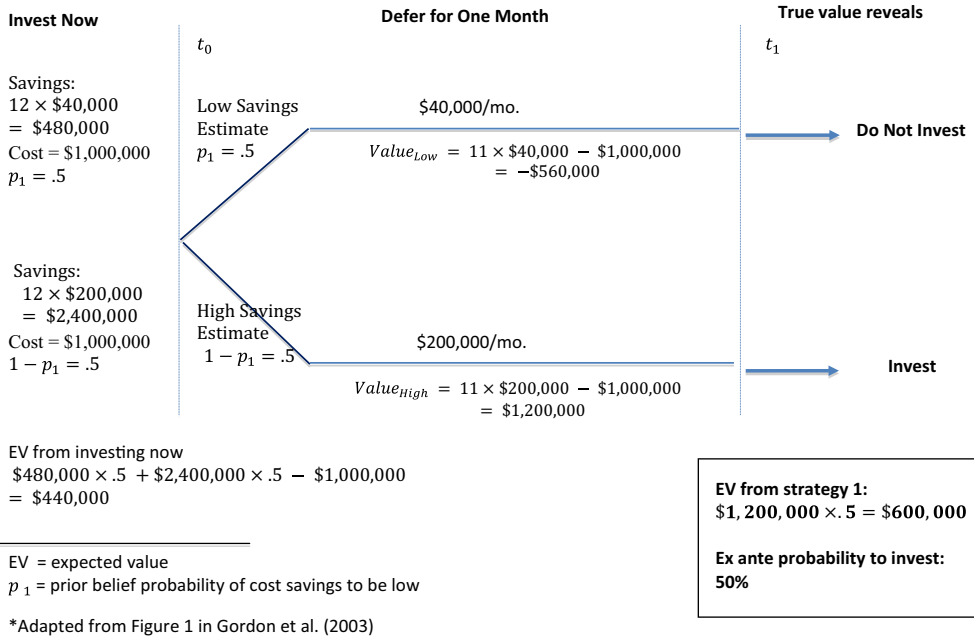 Invest Now
Defer for One Month
True value reveals
t₀
t₁
Savings:
12 × $40,000
= $480,000
Cost = $1,000,000
p₁ = .5
Low Savings
Estimate
p₁ = .5
$40,000/mo.
Value_Low = 11 × $40,000 − $1,000,000
= −$560,000
Do Not Invest
Savings:
12 × $200,000
= $2,400,000
Cost = $1,000,000
1 − p₁ = .5
High Savings
Estimate
1 − p₁ = .5
$200,000/mo.
Value_High = 11 × $200,000 − $1,000,000
= $1,200,000
Invest
EV from investing now
$480,000 × .5 + $2,400,000 × .5 − $1,000,000
= $440,000
EV from strategy 1:
$1,200,000 ×.5 = $600,000
Ex ante probability to invest:
50%
EV = expected value
p ₁ = prior belief probability of cost savings to be low
*Adapted from Figure 1 in Gordon et al. (2003)